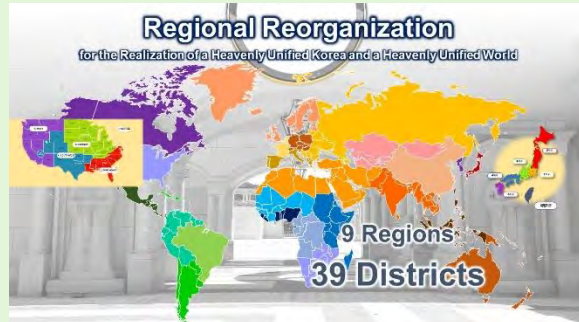 Regional Reorganization
for the Realization of a Heavenly Unified Korea and a Heavenly Unified World
9 Regions
39 Districts